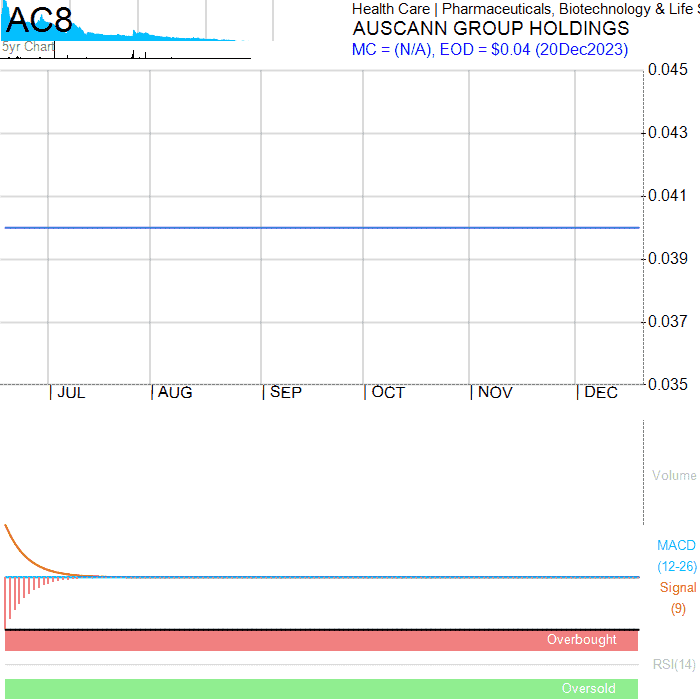 AC8
5yr Chart
Health Care | Pharmaceuticals, Biotechnology & Life S
AUSCANN GROUP HOLDINGS
MC = (N/A), EOD = $0.04 (20Dec2023)
0.045
0.043
0.041
0.039
0.037
0.035
JUL
AUG
SEP
OCT
NOV
DEC
Volume
MACD
(12-26)
Signal
(9)
Overbought
RSI(14)
Oversold